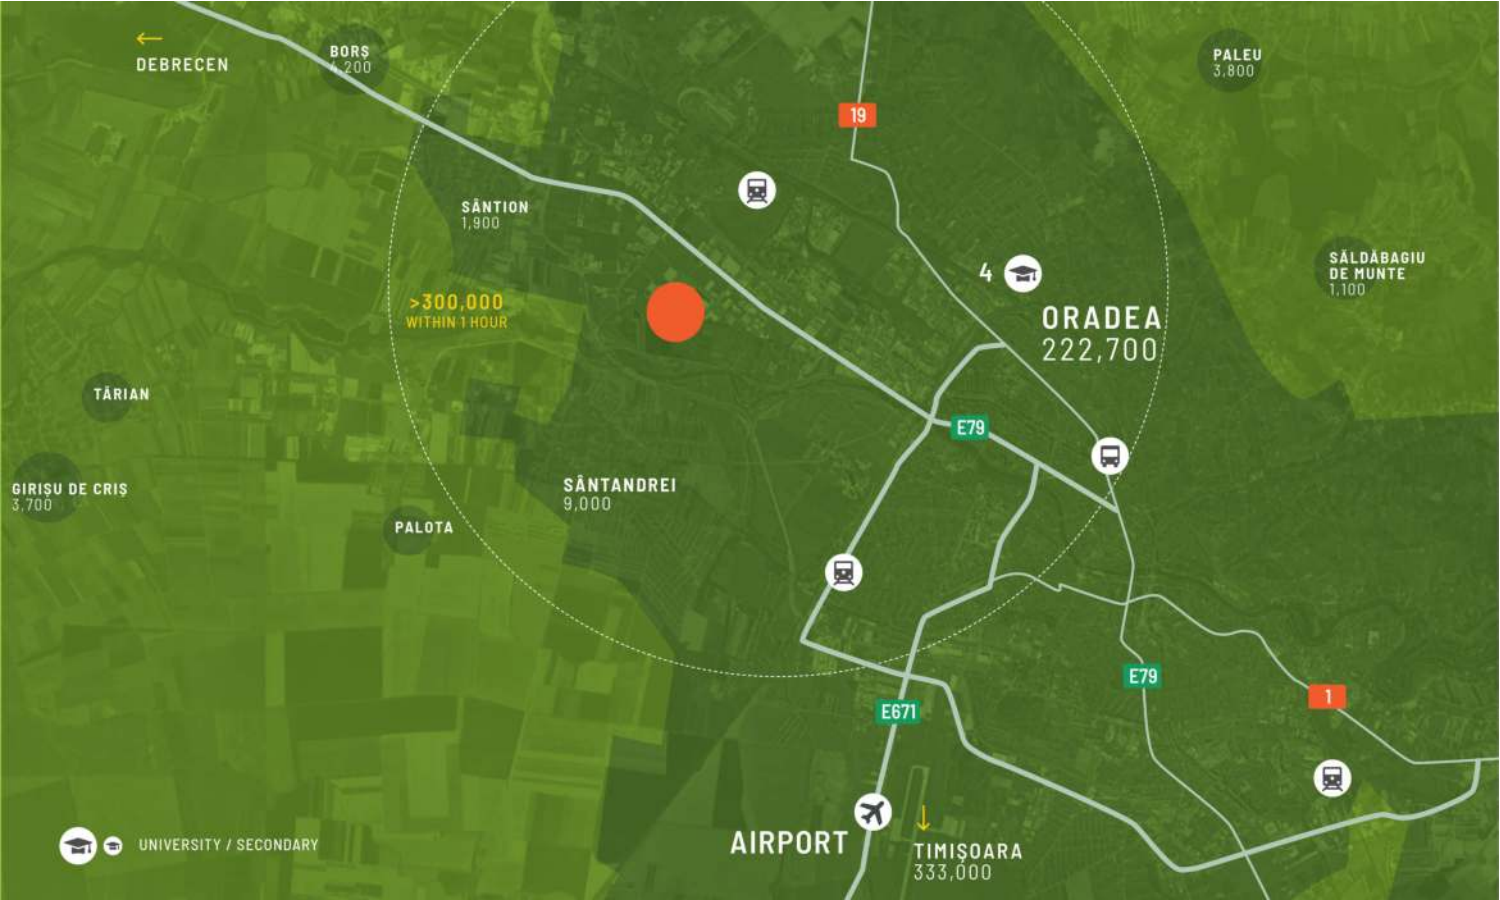 ←
DEBRECEN
BORȘ
4,200
PALEU
3,800
19
SÂNTION
1,900
SĂLDĂBAGIU
DE MUNTE
1,100
4
>300,000
WITHIN 1 HOUR
ORADEA
222,700
TĂRIAN
E79
GIRIȘU DE CRIȘ
3,700
SÂNTANDREI
9,000
PALOTA
E79
1
E671
AIRPORT
↓
TIMIȘOARA
333,000
UNIVERSITY / SECONDARY